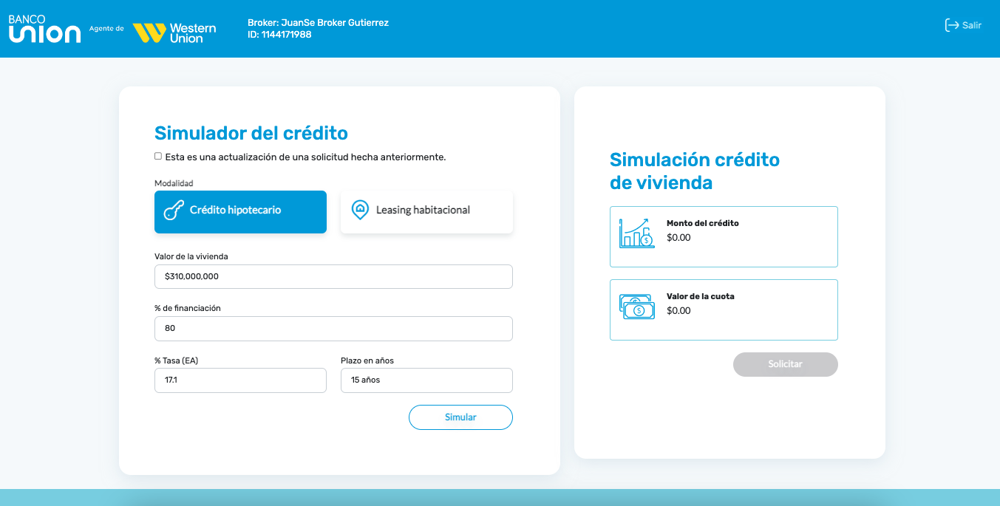 BANCO
union
Agente de
Western
Union
Broker: JuanSe Broker Gutierrez
ID: 1144171988
Salir
Simulador del crédito
Esta es una actualización de una solicitud hecha anteriormente.
Modalidad
Crédito hipotecario
Leasing habitacional
Valor de la vivienda
$310,000,000
% de financiación
80
% Tasa (EA)
Plazo en años
17.1
15 años
Simular
Simulación crédito
de vivienda
Monto del crédito
$0.00
Valor de la cuota
$0.00
Solicitar